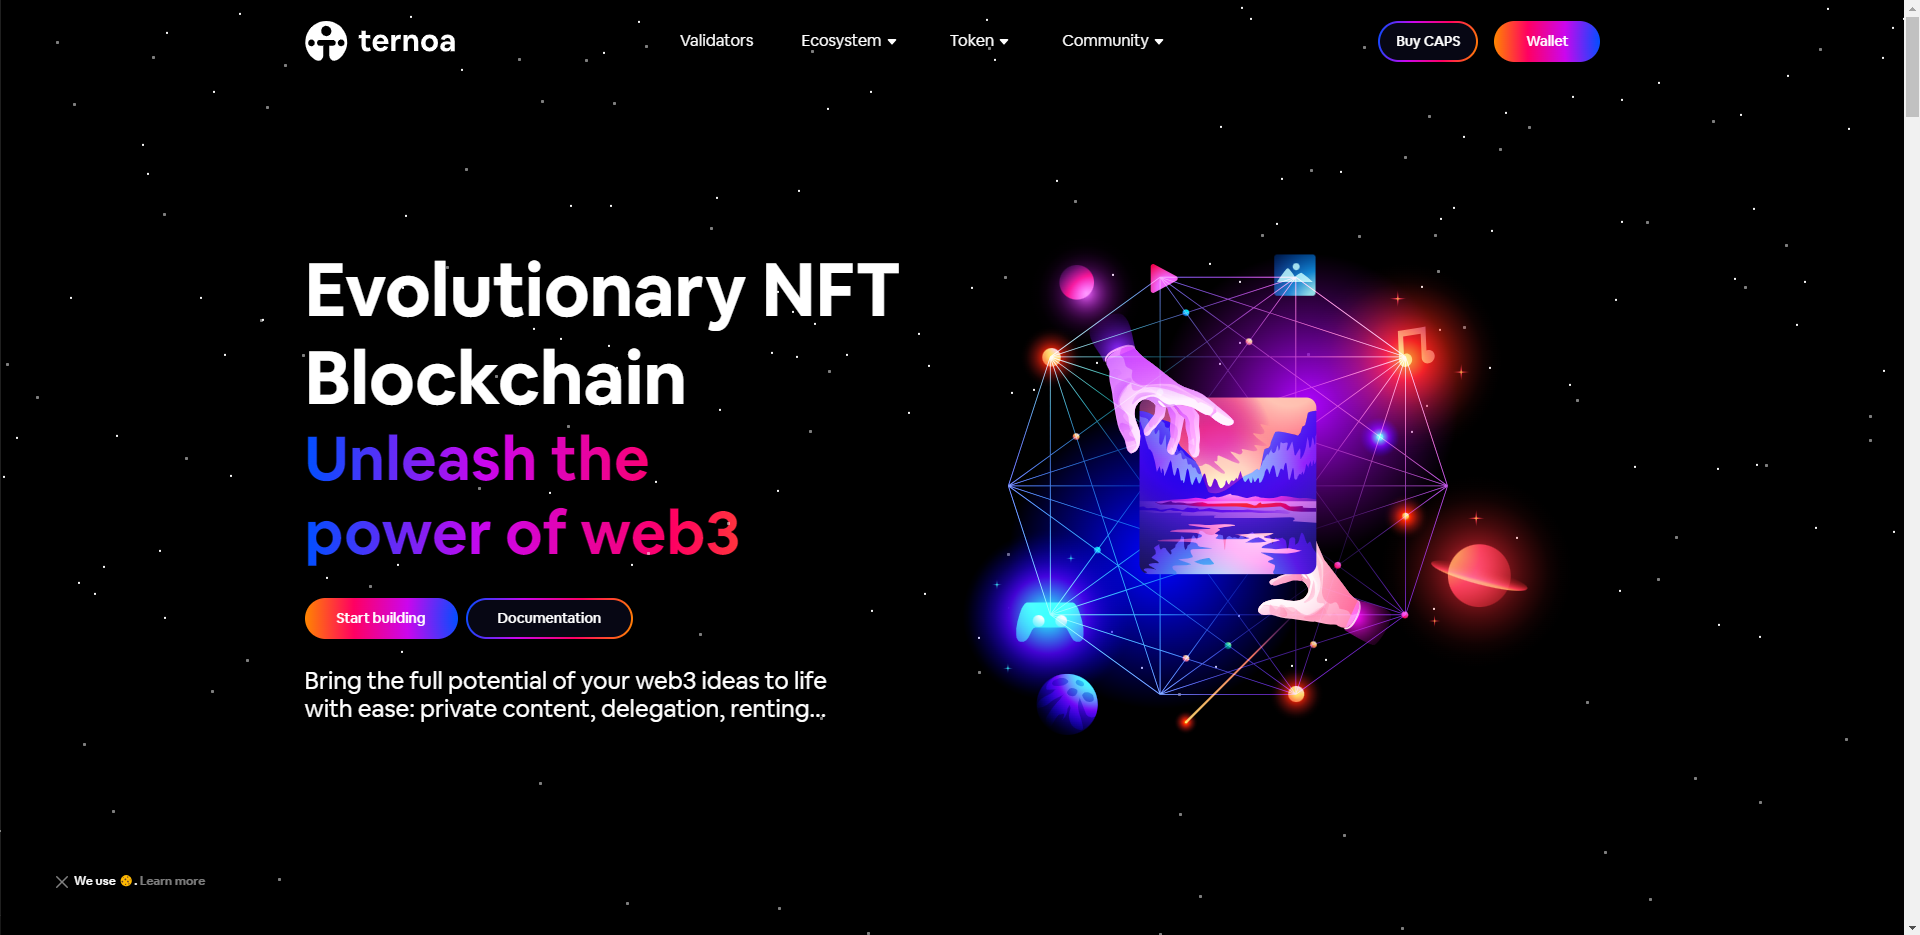 ternoa
Validators
Ecosystem
Token
Community
Buy CAPS
Wallet
Evolutionary NFT
Blockchain
Unleash the
power of web3
Start building
Documentation
Bring the full potential of your web3 ideas to life
with ease: private content, delegation, renting...
We use 🍪. Learn more